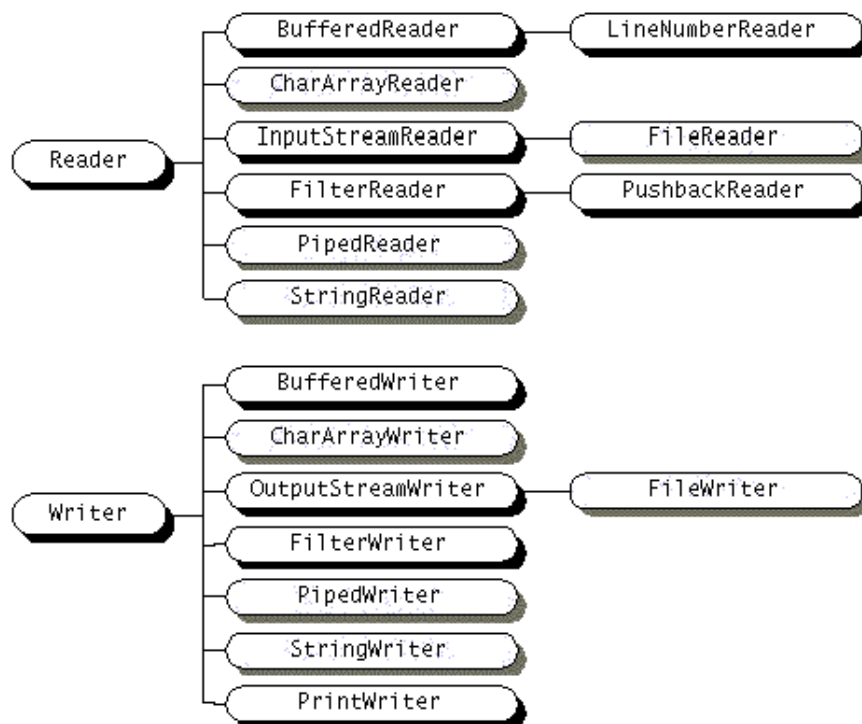 BufferedReader LineNumberReader
CharArrayReader
InputStreamReader FileReader
Reader
FilterReader PushbackReader
PipedReader
StringReader
BufferedWriter
CharArrayWriter
OutputStreamWriter FileWriter
Writer
FilterWriter
PipedWriter
StringWriter
PrintWriter